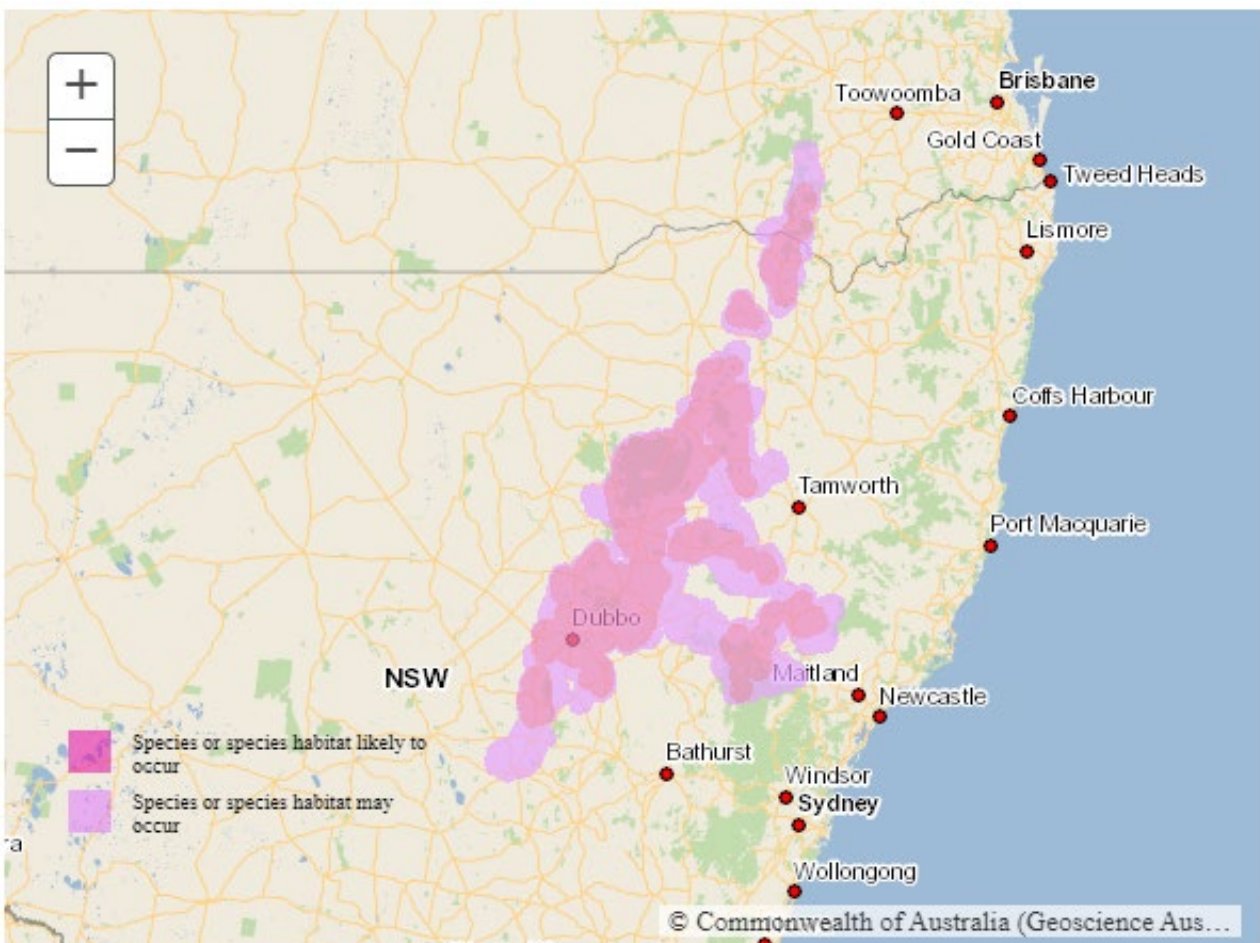 +
−
Brisbane
Toowoomba
Gold Coast
Tweed Heads
Lismore
Coffs Harbour
Tamworth
Port Macquarie
Dubbo
Maitland
NSW
Newcastle
Species or species habitat likely to
occur
Bathurst
Windsor
Species or species habitat may
occur
Sydney
ra
Wollongong
© Commonwealth of Australia (Geoscience Aus…